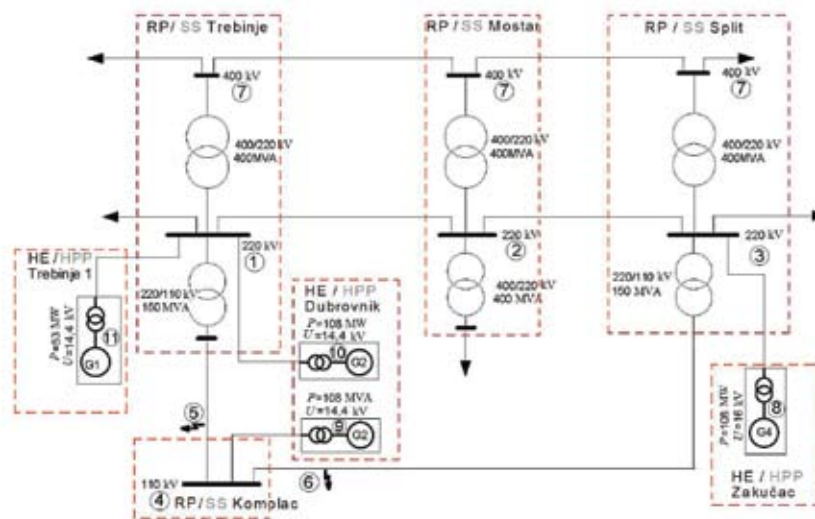 RP/ SS Trebinje
RP / SS Mostar
RP / SS Split
400 kV
7
400 kV
7
400 kV
7
400/220 kV
400MVA
400/220 kV
400MVA
400/220 kV
400MVA
220 kV
1
220 kV
2
220 kV
3
HE / HPP
Trebinje 1
P=63 MW
U=14,4 kV
11
G1
220/110 kV
150 MVA
HE / HPP
Dubrovnik
P=108 MW
U=14,4 kV
10
G2
P=108 MVA
U=14,4 kV
9
G2
400/220 kV
400 MVA
220/110 kV
150 MVA
P=108 MW
U=16 kV
8
G4
HE / HPP
Zakučac
5
110 kV
4
RP/SS Komplac
6